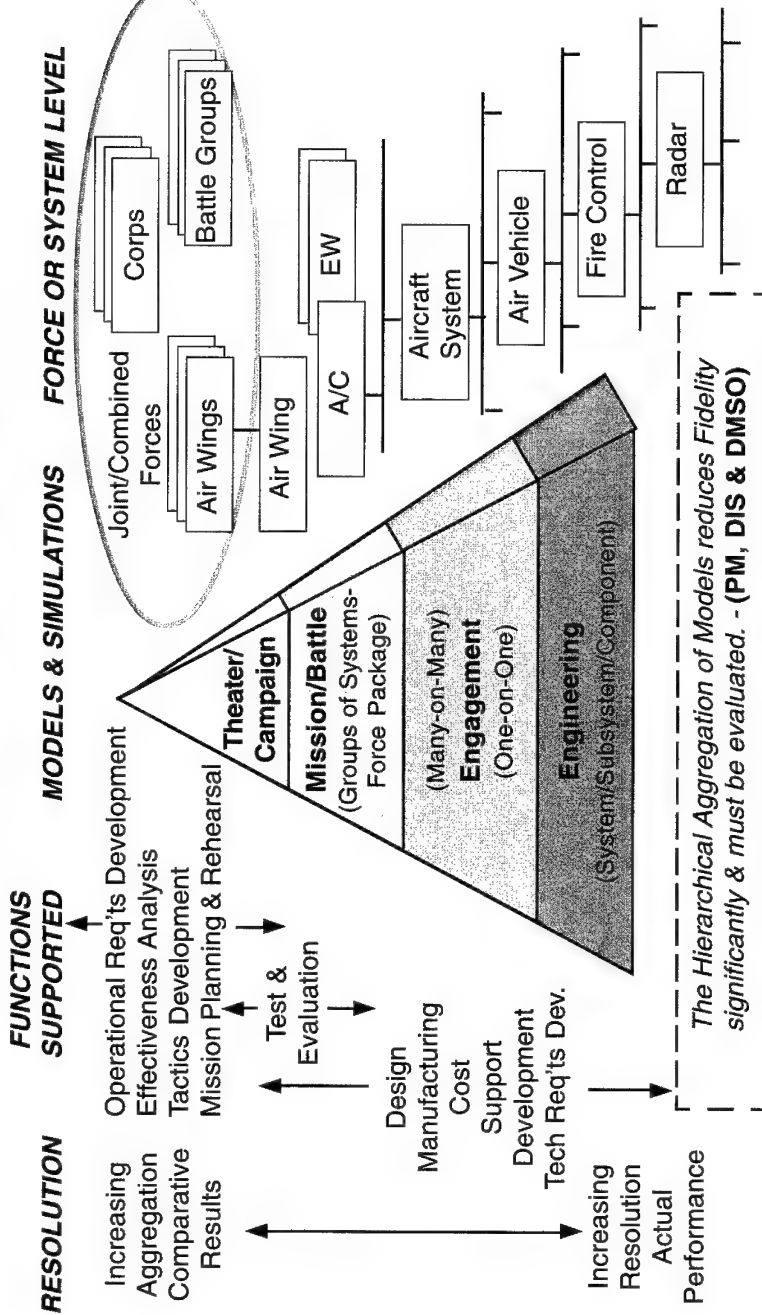 RESOLUTION
Increasing
Aggregation
Comparative
Results
Increasing
Resolution
Actual
Performance
FUNCTIONS
SUPPORTED
Operational Req'ts Development
Effectiveness Analysis
Tactics Development
Mission Planning & Rehearsal
Test &
Evaluation
Design
Manufacturing
Cost
Support
Development
Tech Req'ts Dev.
MODELS & SIMULATIONS
Theater/
Campaign
Mission/Battle
(Groups of Systems-
Force Package)
(Many-on-Many)
Engagement
(One-on-One)
Engineering
(System/Subsystem/Component)
FORCE OR SYSTEM LEVEL
Joint/Combined
Forces
Corps
Air Wings
Battle Groups
Air Wing
A/C
EW
Aircraft
System
Air Vehicle
Fire Control
Radar
The Hierarchical Aggregation of Models reduces Fidelity
significantly & must be evaluated. - (PM, DIS & DMSO)